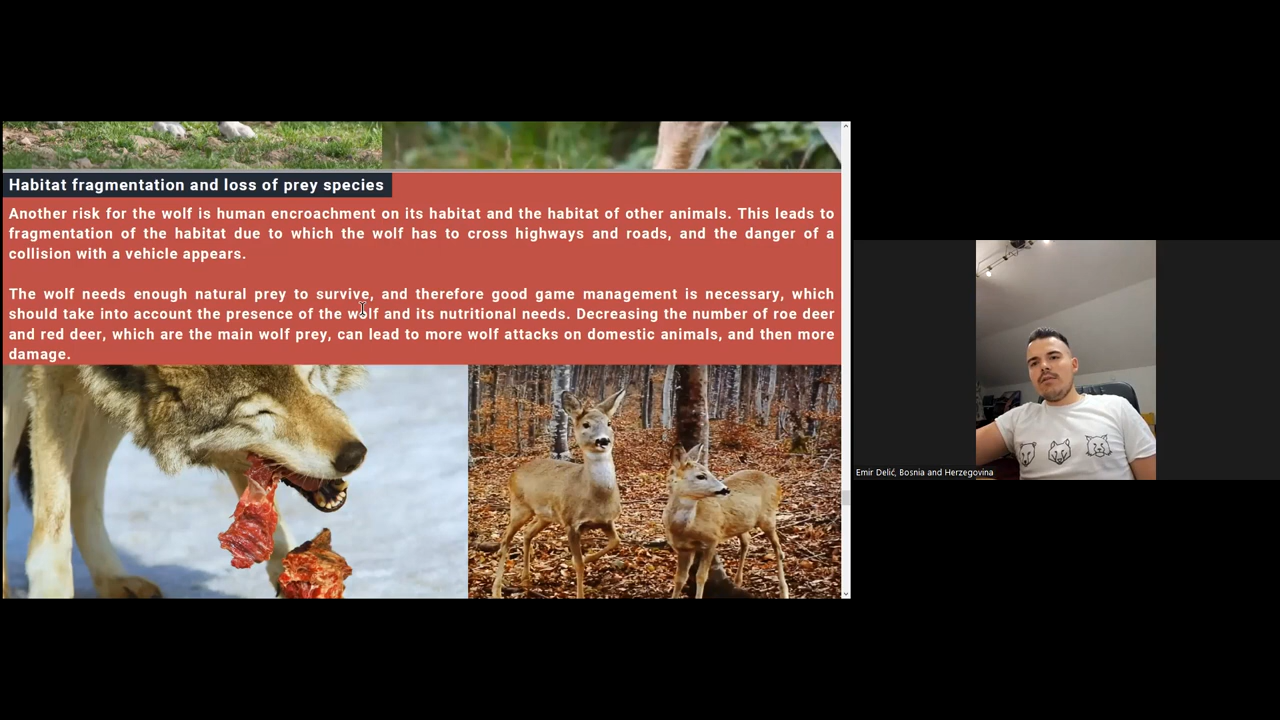 Habitat fragmentation and loss of prey species
Another risk for the wolf is human encroachment on its habitat and the habitat of other animals. This leads to
fragmentation of the habitat due to which the wolf has to cross highways and roads, and the danger of a
collision with a vehicle appears.
The wolf needs enough natural prey to survive, and therefore good game management is necessary, which
should take into account the presence of the wolf and its nutritional needs. Decreasing the number of roe deer
and red deer, which are the main wolf prey, can lead to more wolf attacks on domestic animals, and then more
damage.
Emir Delić, Bosnia and Herzegovina